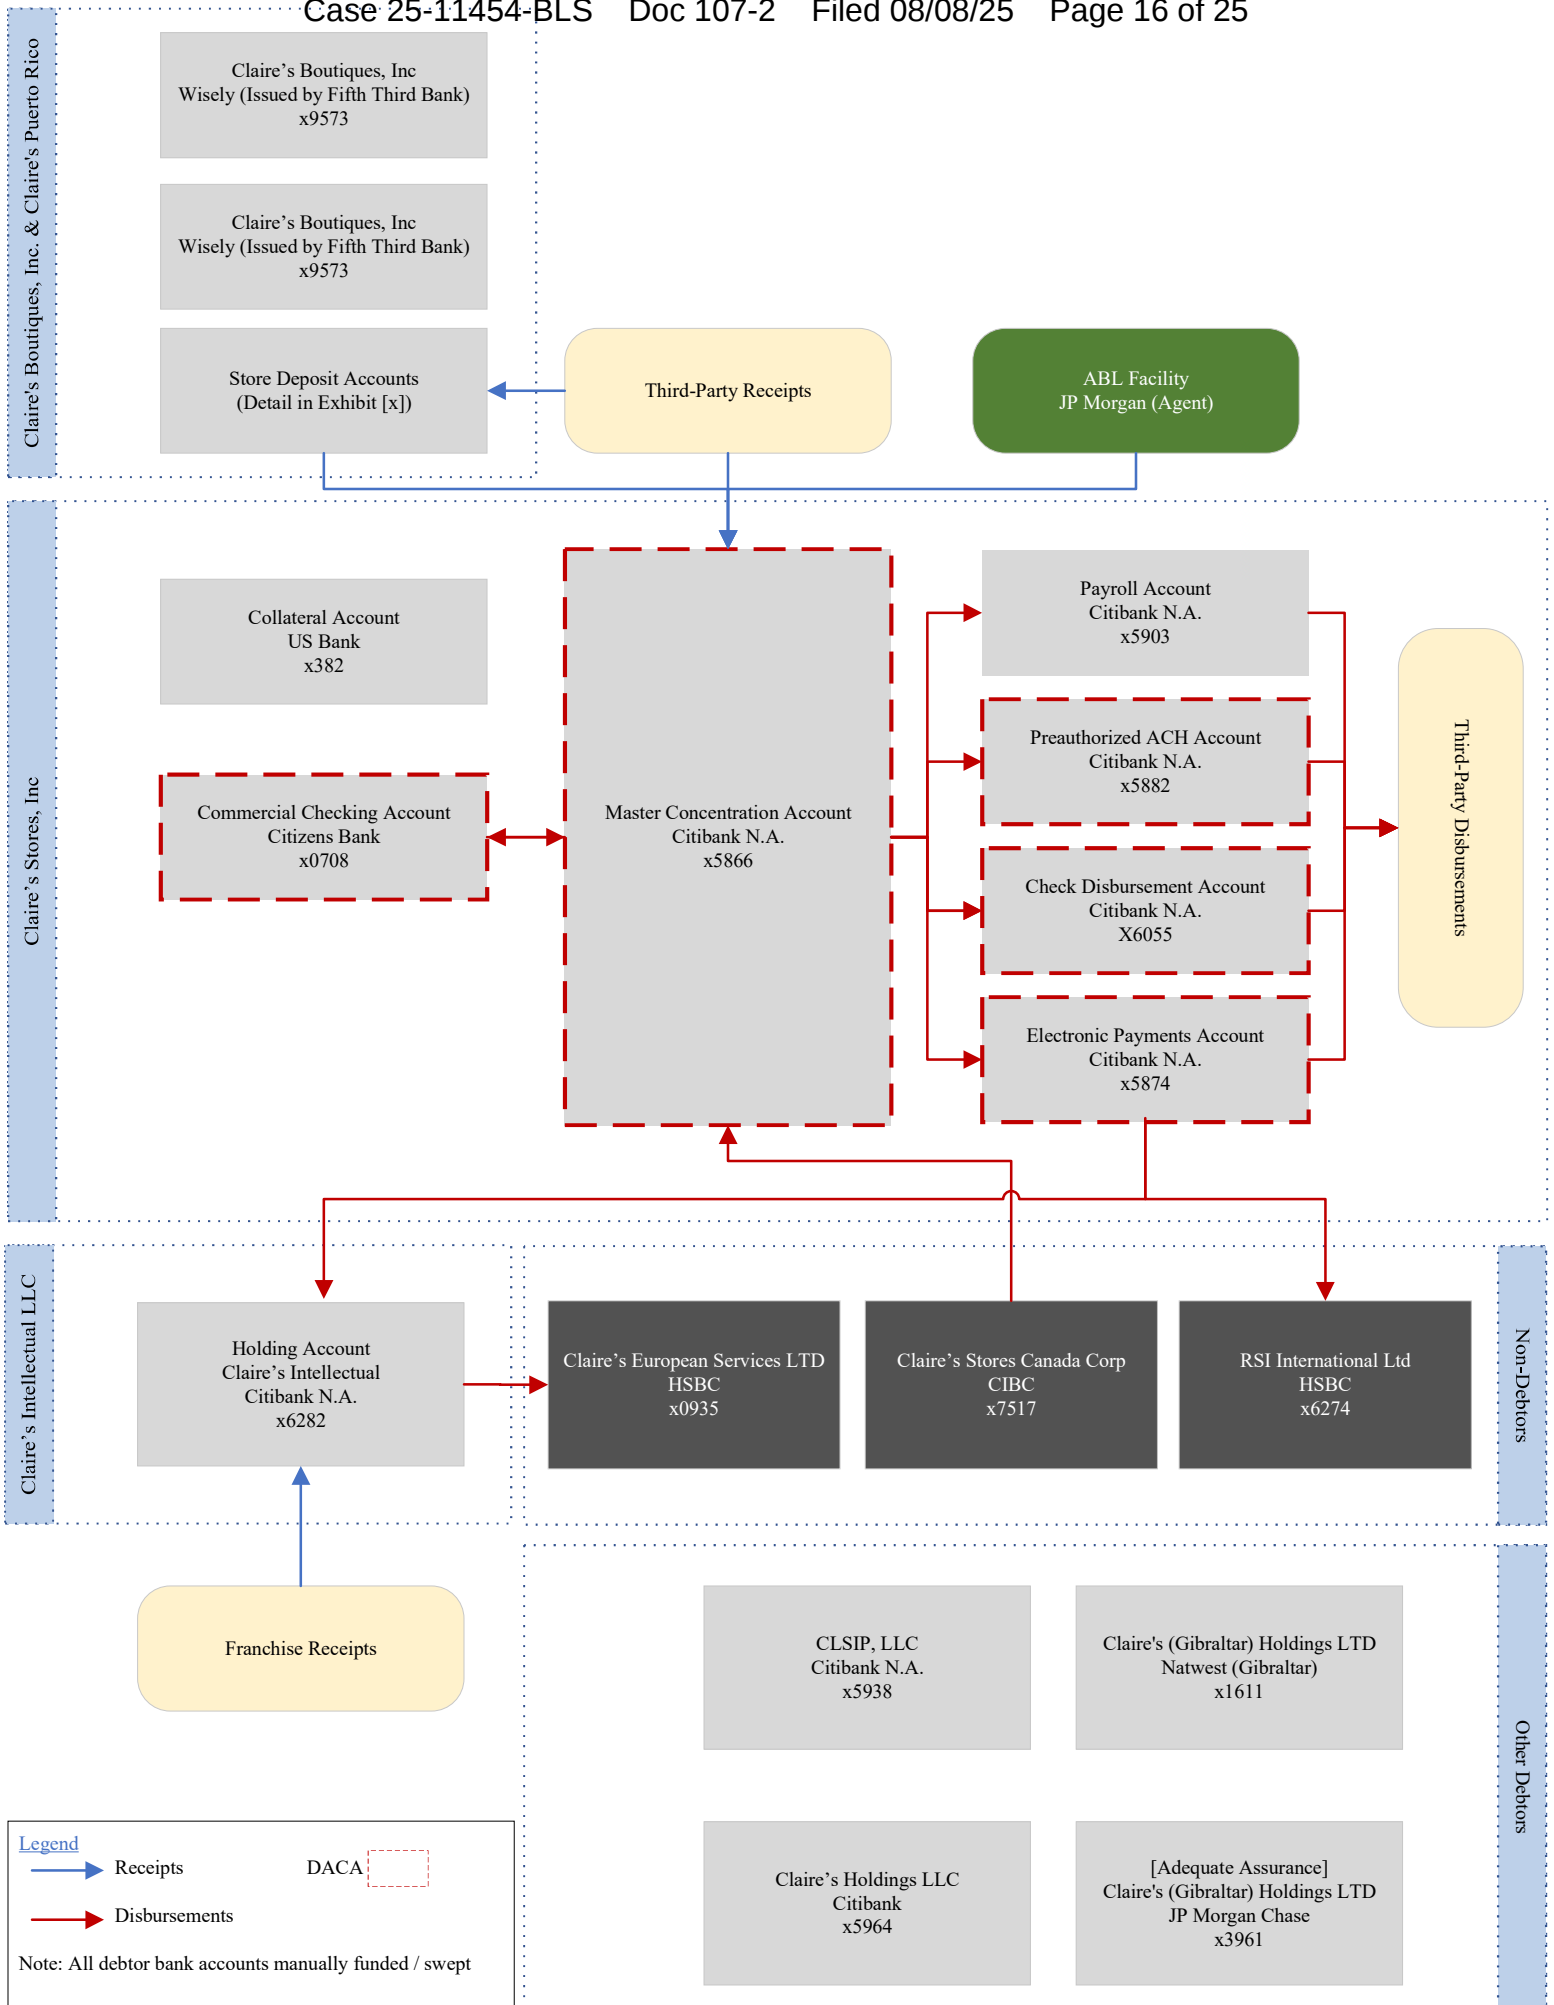 Case 25-11454-BLS Doc 107-2 Filed 08/08/25 Page 16 of 25
Claire's Boutiques, Inc. & Claire's Puerto Rico
Claire’s Boutiques, Inc
Wisely (Issued by Fifth Third Bank)
x9573
Claire’s Boutiques, Inc
Wisely (Issued by Fifth Third Bank)
x9573
Store Deposit Accounts
(Detail in Exhibit [x])
Third-Party Receipts
ABL Facility
JP Morgan (Agent)
Claire’s Stores, Inc
Collateral Account
US Bank
x382
Commercial Checking Account
Citizens Bank
x0708
Master Concentration Account
Citibank N.A.
x5866
Payroll Account
Citibank N.A.
x5903
Preauthorized ACH Account
Citibank N.A.
x5882
Check Disbursement Account
Citibank N.A.
X6055
Electronic Payments Account
Citibank N.A.
x5874
Third-Party Disbursements
Claire’s Intellectual LLC
Holding Account
Claire’s Intellectual
Citibank N.A.
x6282
Claire’s European Services LTD
HSBC
x0935
Claire’s Stores Canada Corp
CIBC
x7517
RSI International Ltd
HSBC
x6274
Non-Debtors
Franchise Receipts
CLSIP, LLC
Citibank N.A.
x5938
Claire's (Gibraltar) Holdings LTD
Natwest (Gibraltar)
x1611
Claire’s Holdings LLC
Citibank
x5964
[Adequate Assurance]
Claire's (Gibraltar) Holdings LTD
JP Morgan Chase
x3961
Other Debtors
Legend
Receipts
DACA
Disbursements
Note: All debtor bank accounts manually funded / swept